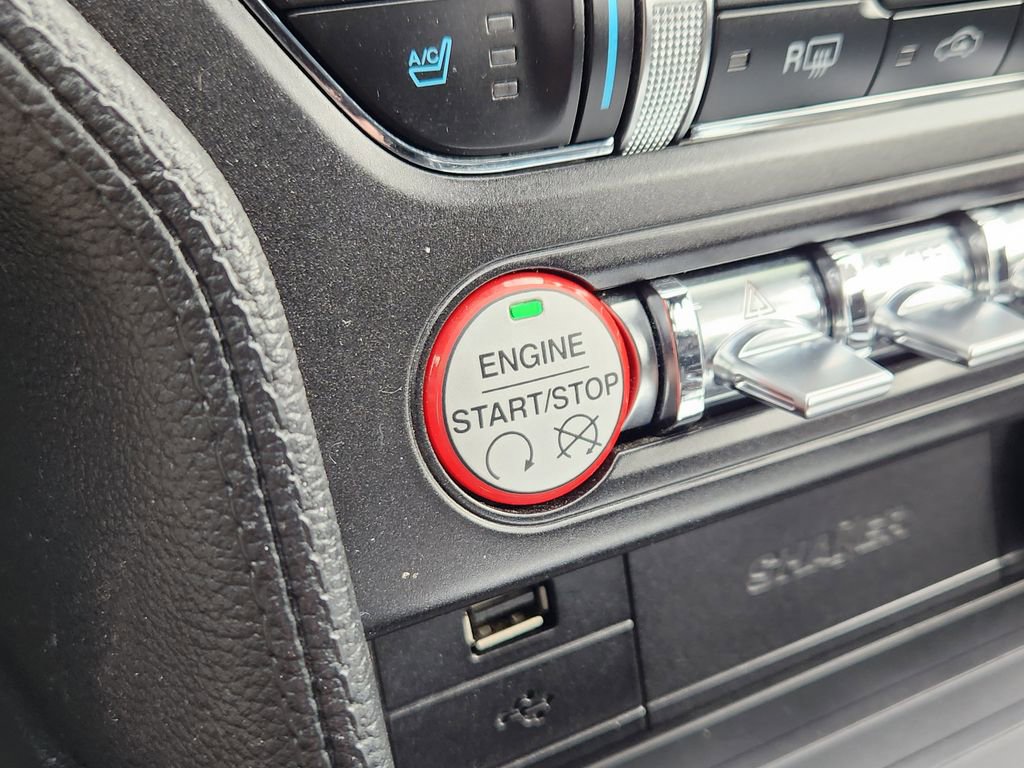 A/C
R
ENGINE
START/STOP
SHAKER